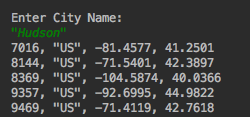 Enter City Name:
"Hudson"
7016, "US", -81.4577, 41.2501
8144, "US", -71.5401, 42.3897
8369, "US", -104.5874, 40.0366
9357, "US", -92.6995, 44.9822
9469, "US", -71.4119, 42.7618